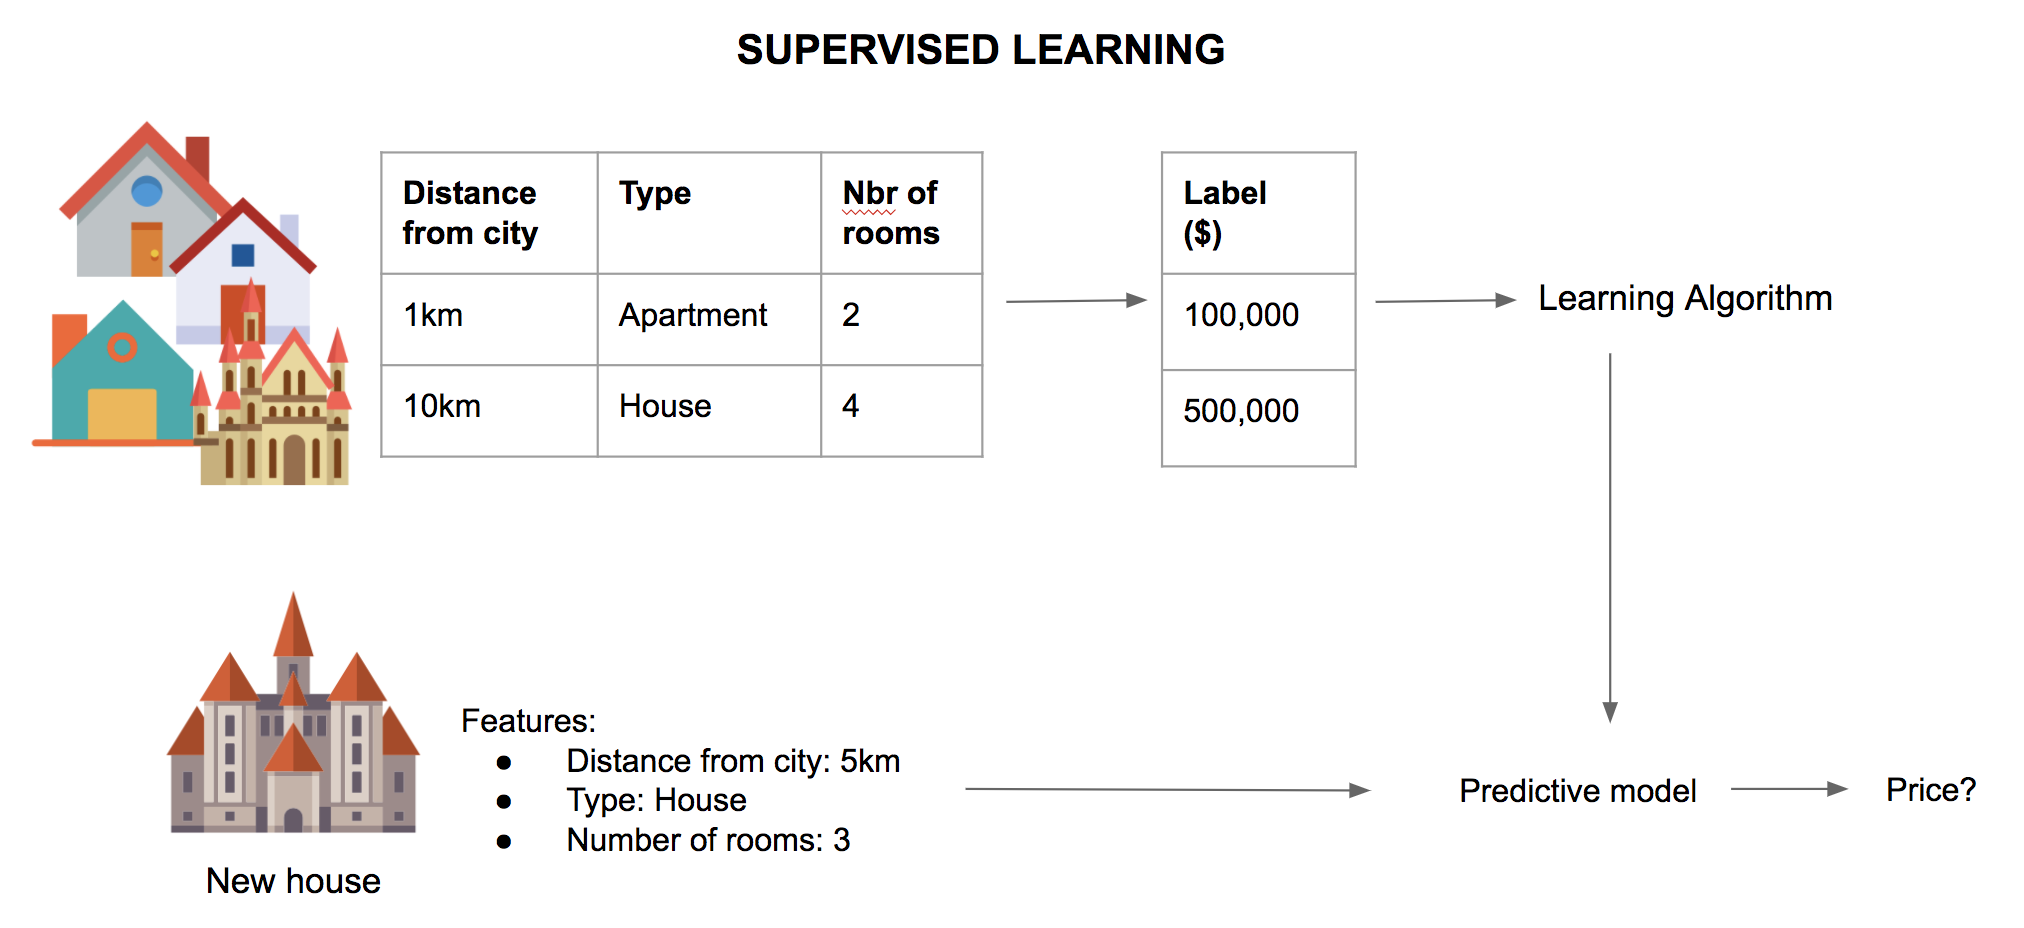 SUPERVISED LEARNING
Distance
from city
Type
Nbr of
rooms
Label
($)
1km
Apartment
2
100,000
10km
House
4
500,000
Learning Algorithm
Features:
● Distance from city: 5km
● Type: House
● Number of rooms: 3
New house
Predictive model
Price?